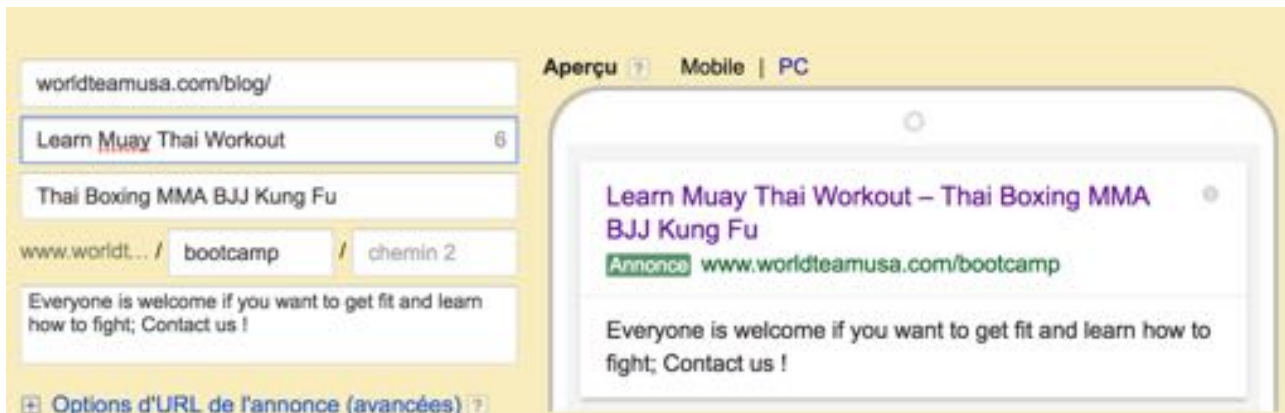 worldteamusa.com/blog/
Learn Muay Thai Workout 6
Thai Boxing MMA BJJ Kung Fu
www.worldt... / bootcamp / chemin 2
Everyone is welcome if you want to get fit and learn
how to fight; Contact us !
Options d'URL de l'annonce (avancées) ?
Aperçu ? Mobile | PC
Learn Muay Thai Workout – Thai Boxing MMA
BJJ Kung Fu
Annonce www.worldteamusa.com/bootcamp
Everyone is welcome if you want to get fit and learn how to
fight; Contact us !